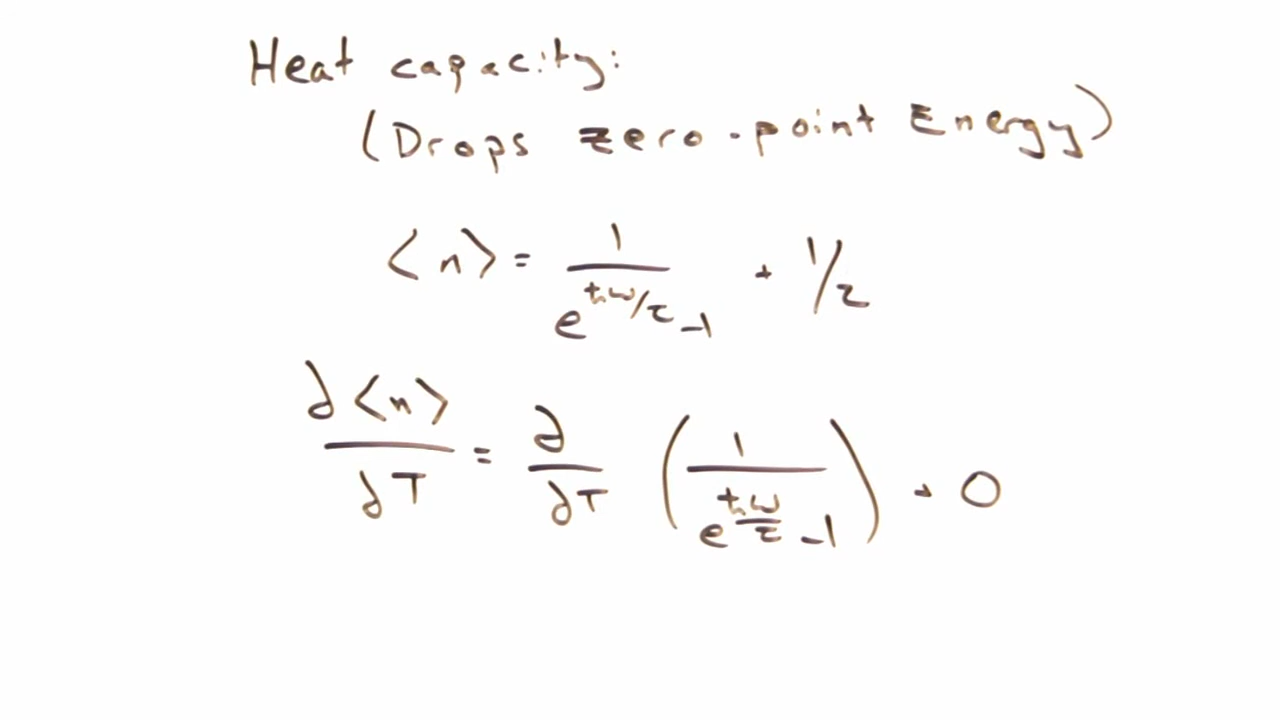 Heat capacity:
(Drops zero-point Energy)
⟨n⟩ = 1/(e^{ħω/τ} - 1) + 1/2
∂⟨n⟩/∂T = ∂/∂T (1/(e^{ħω/τ} - 1)) + 0